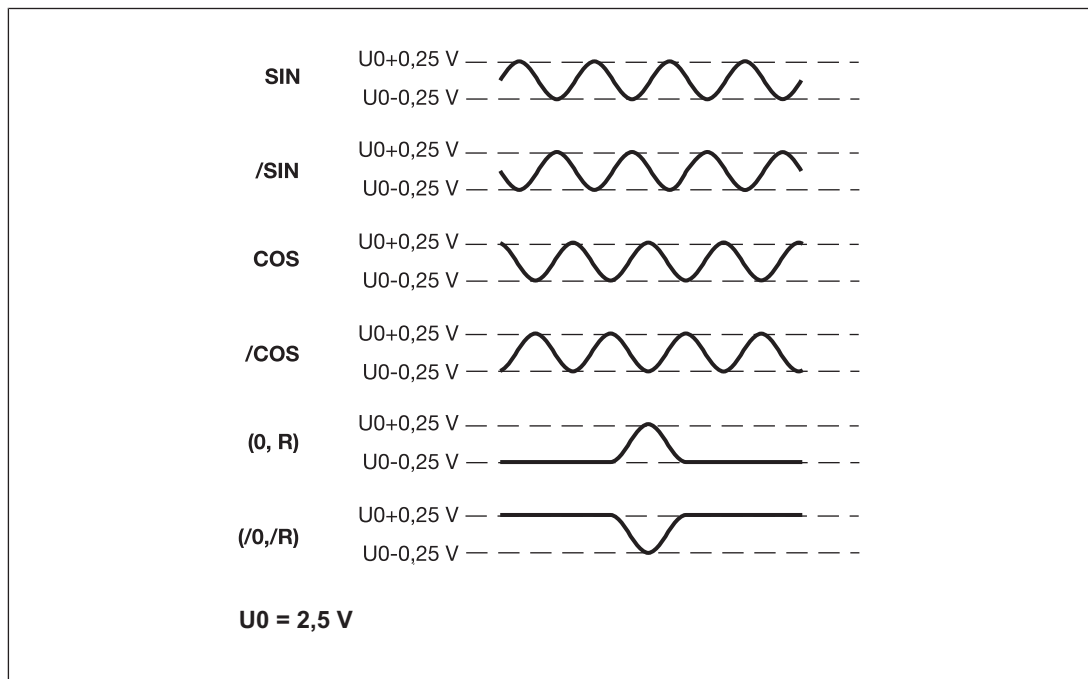 SIN
U0+0,25 V
U0-0,25 V
/SIN
U0+0,25 V
U0-0,25 V
COS
U0+0,25 V
U0-0,25 V
/COS
U0+0,25 V
U0-0,25 V
(0, R)
U0+0,25 V
U0-0,25 V
(/0,/R)
U0+0,25 V
U0-0,25 V
U0 = 2,5 V